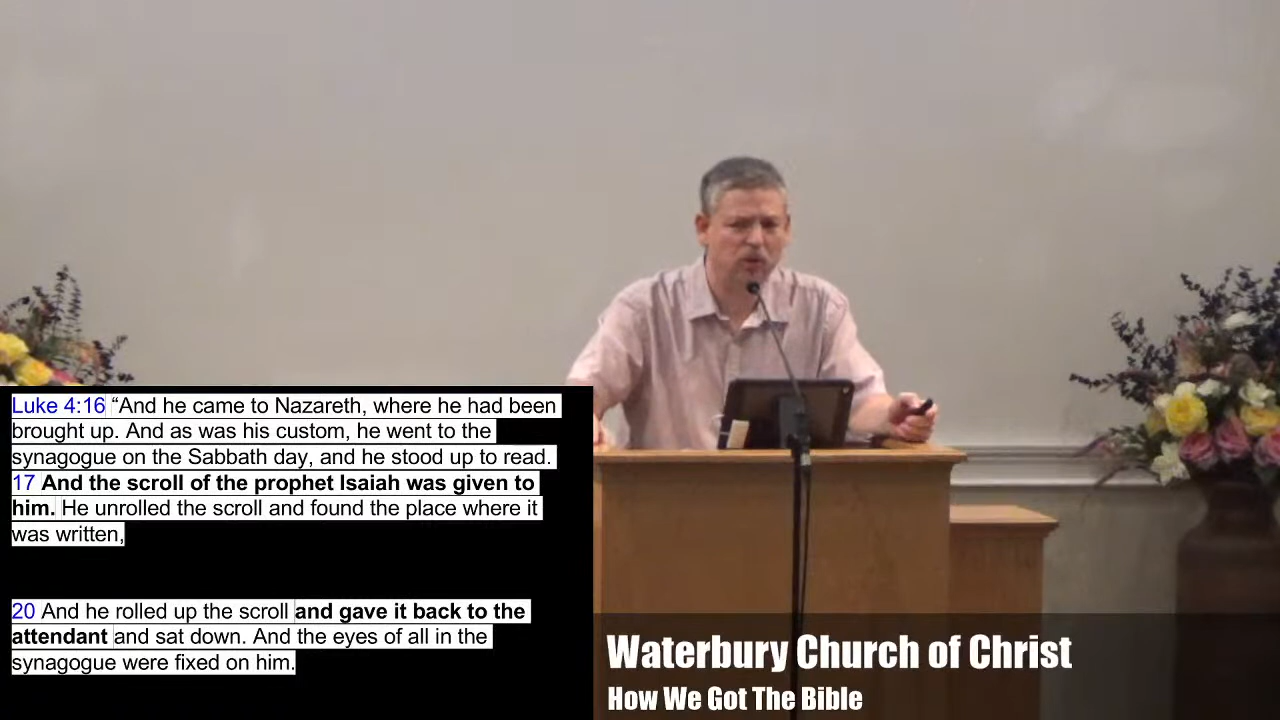 Luke 4:16 “And he came to Nazareth, where he had been
brought up. And as was his custom, he went to the
synagogue on the Sabbath day, and he stood up to read.
17 And the scroll of the prophet Isaiah was given to
him. He unrolled the scroll and found the place where it
was written,
20 And he rolled up the scroll and gave it back to the
attendant and sat down. And the eyes of all in the
synagogue were fixed on him.
Waterbury Church of Christ
How We Got The Bible